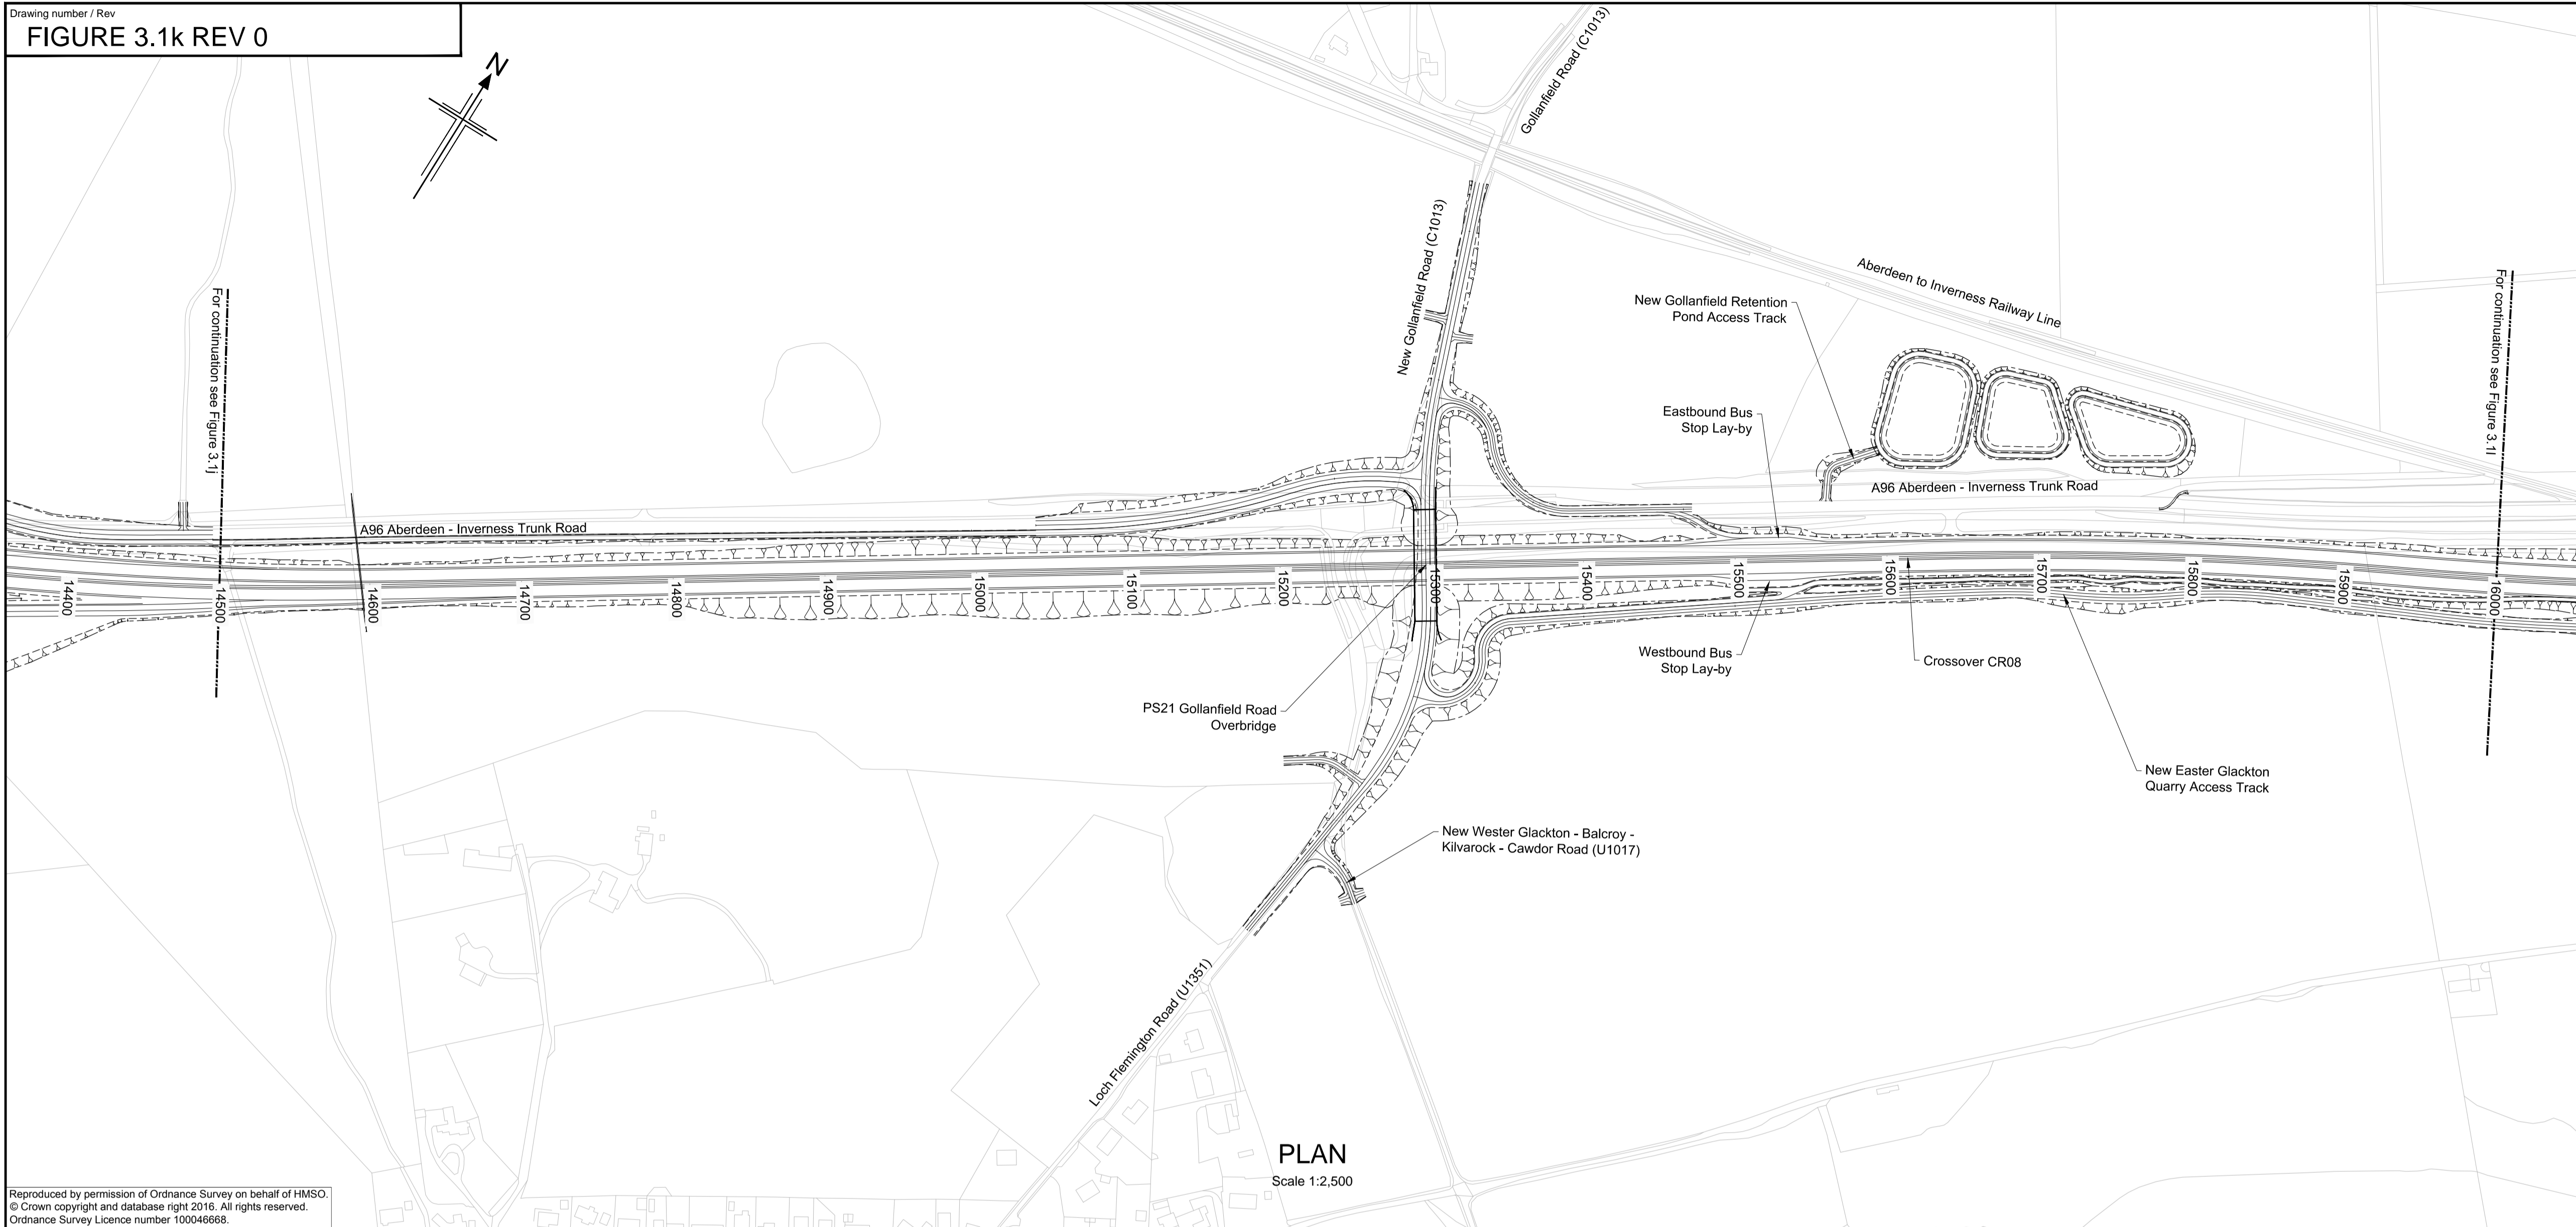 Drawing number / Rev
FIGURE 3.1k REV 0
N
Gollanfield Road (C1013)
New Gollanfield Road (C1013)
Aberdeen to Inverness Railway Line
New Gollanfield Retention
Pond Access Track
Eastbound Bus
Stop Lay-by
For continuation see Figure 3.1j
For continuation see Figure 3.1l
A96 Aberdeen - Inverness Trunk Road
A96 Aberdeen - Inverness Trunk Road
14400
14500
14600
14700
14800
14900
15000
15100
15200
15300
15400
15500
15600
15700
15800
15900
16000
Westbound Bus
Stop Lay-by
Crossover CR08
PS21 Gollanfield Road
Overbridge
New Easter Glackton
Quarry Access Track
New Wester Glackton - Balcroy -
Kilvarock - Cawdor Road (U1017)
Loch Flemington Road (U1351)
PLAN
Scale 1:2,500
Reproduced by permission of Ordnance Survey on behalf of HMSO.
© Crown copyright and database right 2016. All rights reserved.
Ordnance Survey Licence number 100046668.